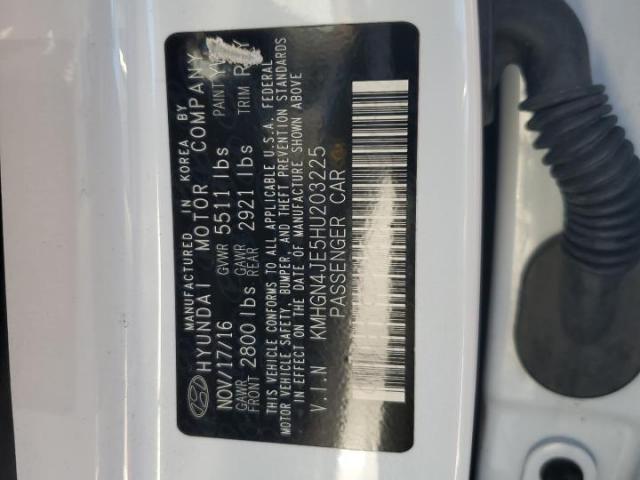 MANUFACTURED IN KOREA BY
HYUNDAI MOTOR COMPANY
NOV/17/16 GVWR 5511 lbs PAINT
GAWR FRONT 2800 lbs GAWR REAR 2921 lbs TRIM
THIS VEHICLE CONFORMS TO ALL APPLICABLE U.S.A. FEDERAL
MOTOR VEHICLE SAFETY, BUMPER, AND THEFT PREVENTION STANDARDS
IN EFFECT ON THE DATE OF MANUFACTURE SHOWN ABOVE
V.I.N KMHGN4JE5HU203225
PASSENGER CAR